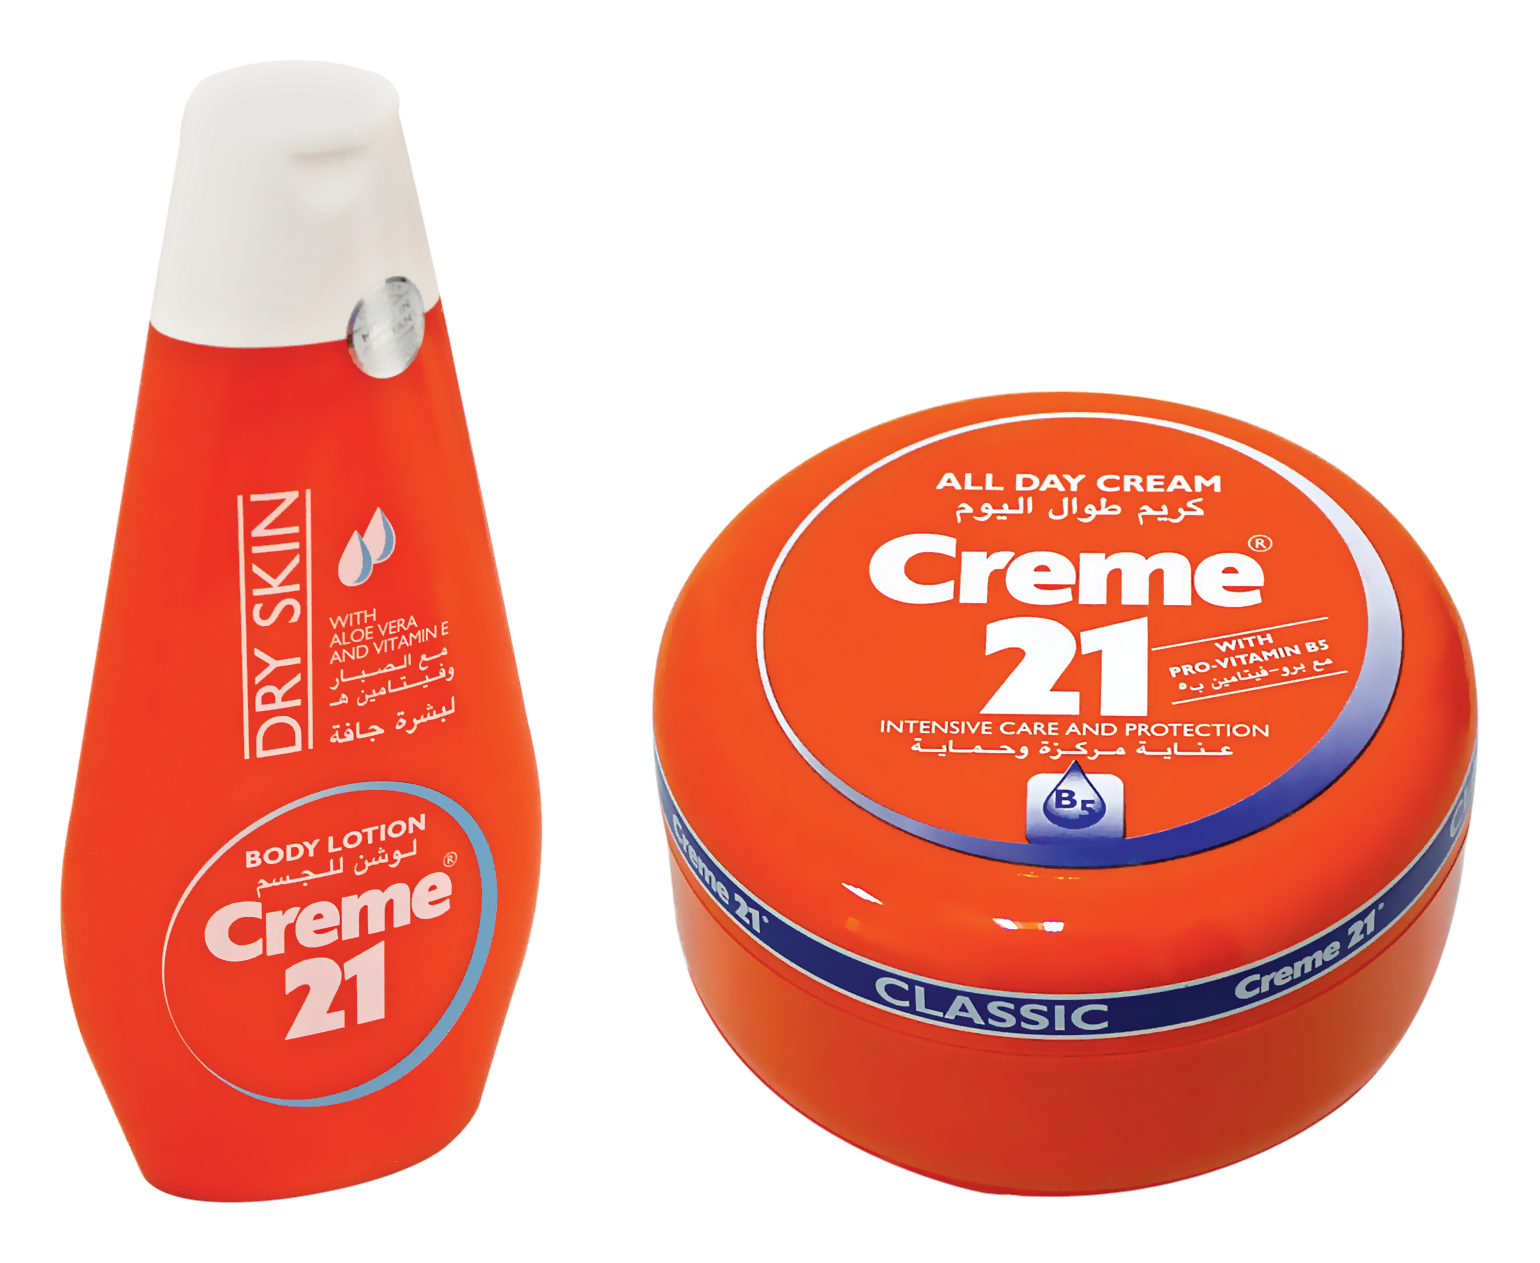 DRY SKIN
WITH
ALOE VERA
AND VITAMIN E
مع الصبار
وفيتامين هـ
لبشرة جافة
BODY LOTION
لوشن للجسم
Creme ®
21
ALL DAY CREAM
كريم طوال اليوم
Creme ®
21
WITH
PRO-VITAMIN B5
مع برو-فيتامين ب٥
INTENSIVE CARE AND PROTECTION
عناية مركزة وحماية
B5
Creme 21
CLASSIC
Creme 21